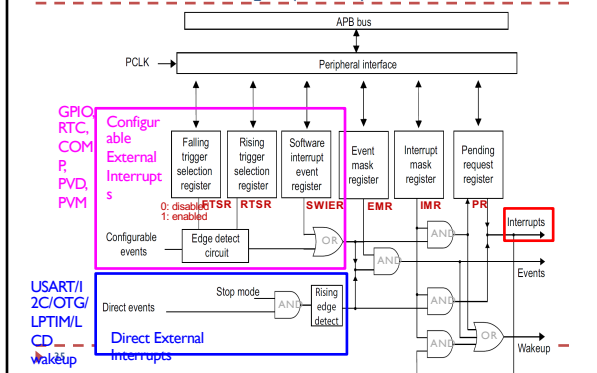 APB bus
PCLK
Peripheral interface
GPIO,
RTC,
COM
P,
PVD,
PVM
Configur
able
External
Interrupt
s
Falling
trigger
selection
register
Rising
trigger
selection
register
Software
interrupt
event
register
Event
mask
register
Interrupt
mask
register
Pending
request
register
0: disabled
1: enabled
FTSR
RTSR
SWIER
EMR
IMR
PR
Interrupts
Configurable
events
Edge detect
circuit
OR
AND
AND
Events
USART/I
2C/OTG/
LPTIM/L
CD
wakeup
Direct events
Stop mode
AND
Rising
edge
detect
AND
Direct External
Interrupts
AND
OR
Wakeup